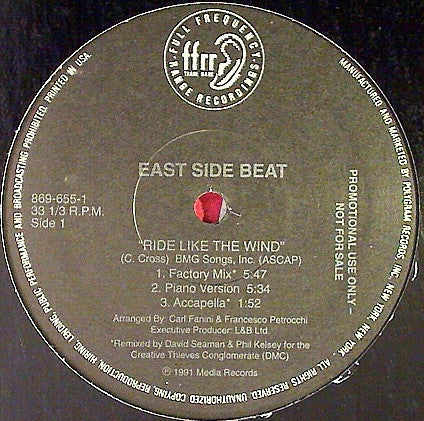 FULL FREQUENCY
RANGE RECORDINGS
ffrr
TRADE MARK
EAST SIDE BEAT
869-655-1
33 1/3 R.P.M.
Side 1
"RIDE LIKE THE WIND"
(C. Cross) BMG Songs, Inc. (ASCAP)
1. Factory Mix* 5:47
2. Piano Version 5:34
3. Accapella* 1:52
Arranged By: Carl Fanini & Francesco Petrocchi
Executive Producer: L&B Ltd.
*Remixed by David Seaman & Phil Kelsey for the
Creative Thieves Conglomerate (DMC)
℗ 1991 Media Records
PROMOTIONAL USE ONLY –
NOT FOR SALE
MANUFACTURED AND MARKETED BY POLYGRAM RECORDS, INC. NEW YORK, NEW YORK - ALL RIGHTS RESERVED UNAUTHORIZED COPYING, REPRODUCTION, HIRING, LENDING PUBLIC PERFORMANCE AND BROADCASTING PROHIBITED. PRINTED IN USA.